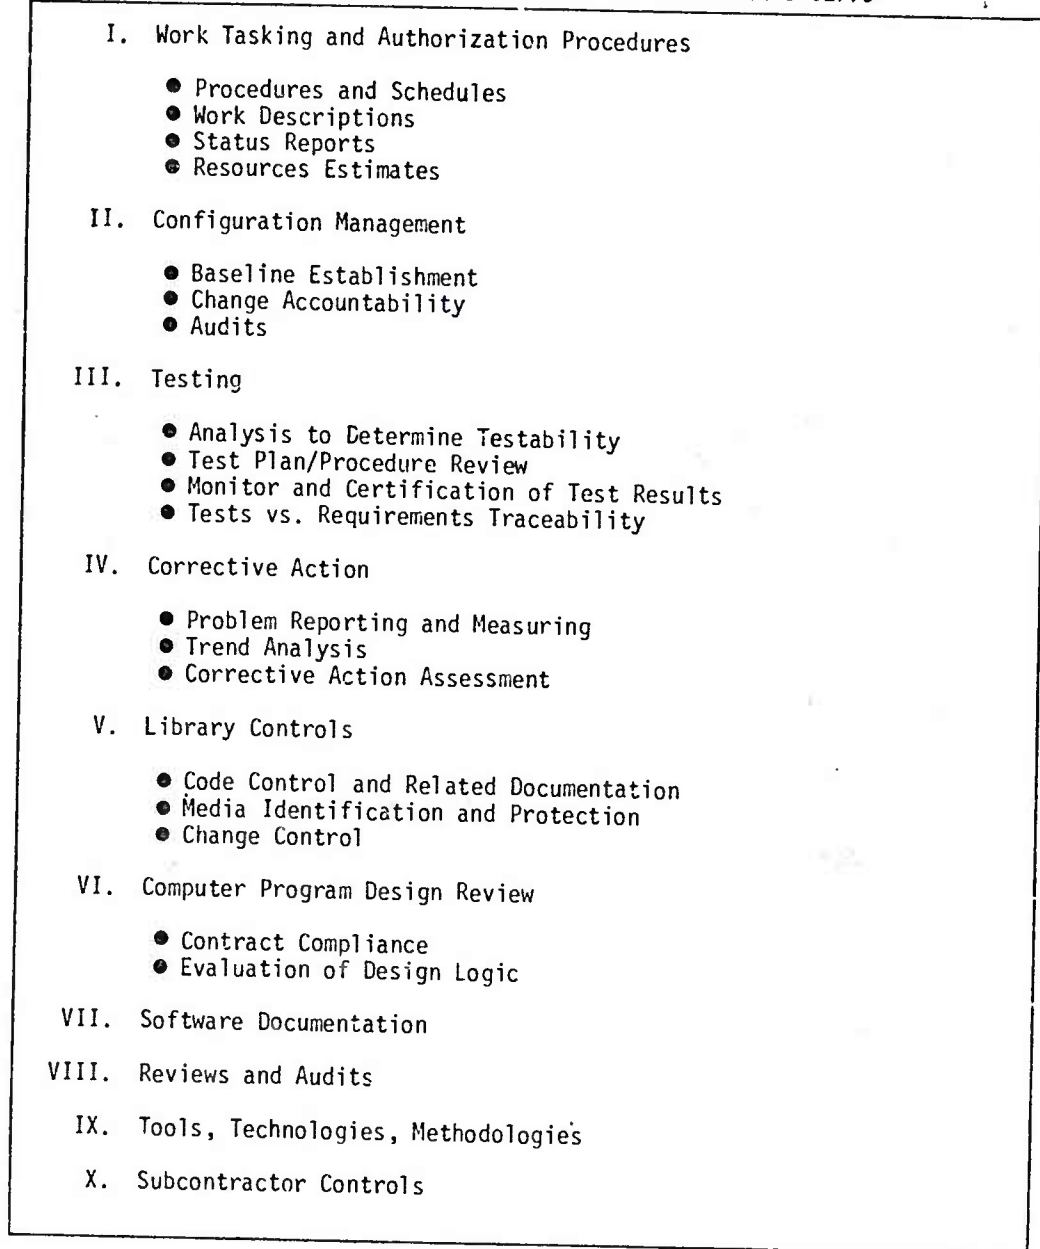 I. Work Tasking and Authorization Procedures
● Procedures and Schedules
● Work Descriptions
● Status Reports
● Resources Estimates
II. Configuration Management
● Baseline Establishment
● Change Accountability
● Audits
III. Testing
● Analysis to Determine Testability
● Test Plan/Procedure Review
● Monitor and Certification of Test Results
● Tests vs. Requirements Traceability
IV. Corrective Action
● Problem Reporting and Measuring
● Trend Analysis
● Corrective Action Assessment
V. Library Controls
● Code Control and Related Documentation
● Media Identification and Protection
● Change Control
VI. Computer Program Design Review
● Contract Compliance
● Evaluation of Design Logic
VII. Software Documentation
VIII. Reviews and Audits
IX. Tools, Technologies, Methodologies
X. Subcontractor Controls